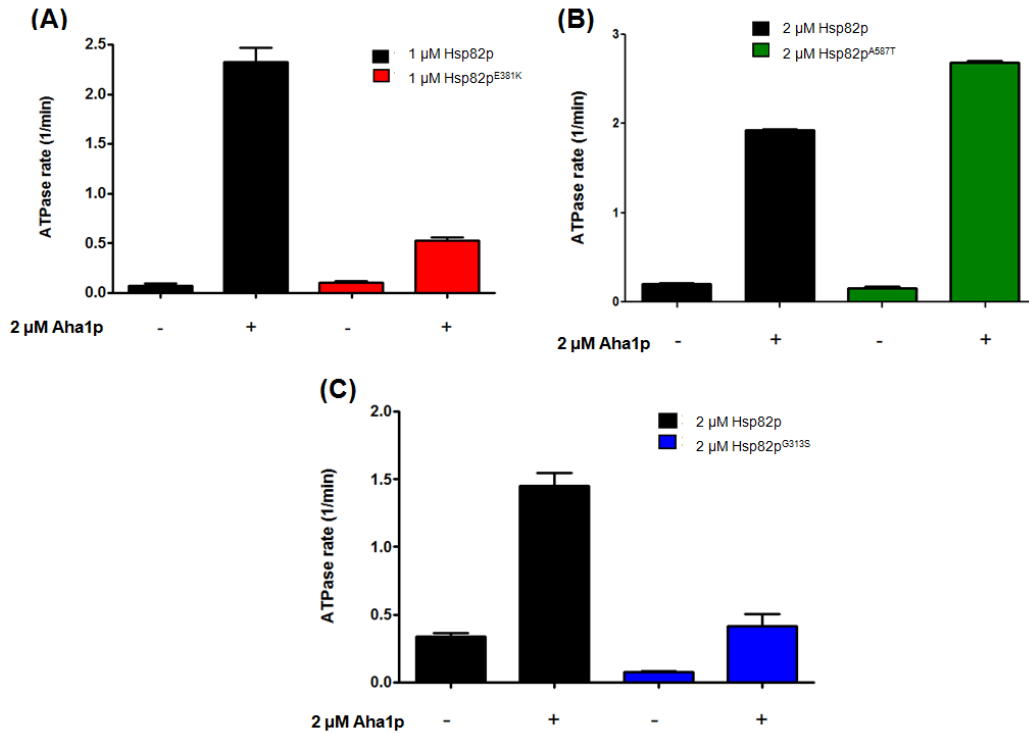 (A)
2.5
2.0
1.5
1.0
0.5
0.0
ATPase rate (1/min)
1 µM Hsp82p
1 µM Hsp82pE381K
2 µM Aha1p - + - +
(B)
3
2
1
0
ATPase rate (1/min)
2 µM Hsp82p
2 µM Hsp82pA587T
2 µM Aha1p - + - +
(C)
2.0
1.5
1.0
0.5
0.0
ATPase rate (1/min)
2 µM Hsp82p
2 µM Hsp82pG313S
2 µM Aha1p - + - +